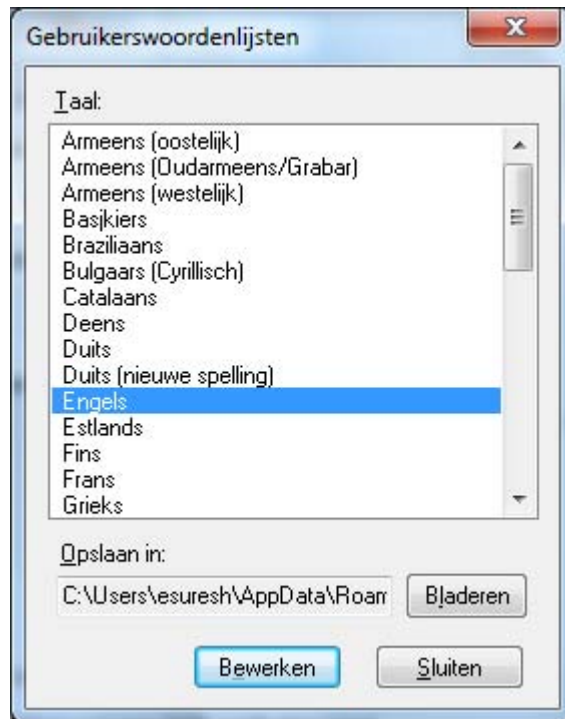 Gebruikerswoordenlijsten
Taal:
Armeens (oostelijk)
Armeens (Oudarmeens/Grabar)
Armeens (westelijk)
Basjkiers
Braziliaans
Bulgaars (Cyrillisch)
Catalaans
Deens
Duits
Duits (nieuwe spelling)
Engels
Estlands
Fins
Frans
Grieks
Opslaan in:
C:\Users\esuresh\AppData\Roam Bladeren
Bewerken Sluiten